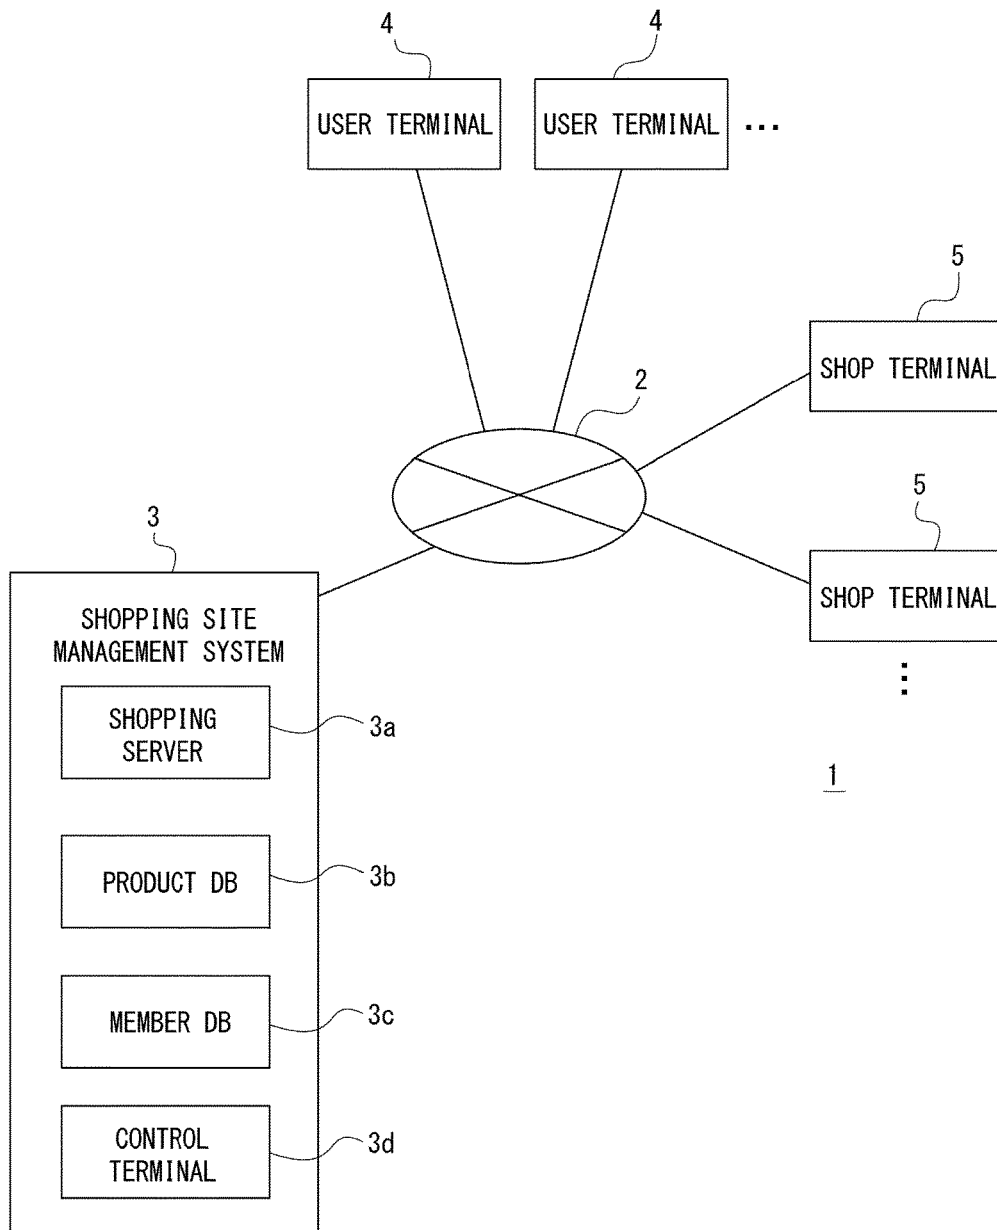 4
4
USER TERMINAL
USER TERMINAL
...
5
SHOP TERMINAL
2
5
SHOP TERMINAL
⋮
3
SHOPPING SITE
MANAGEMENT SYSTEM
SHOPPING
SERVER
3a
1
PRODUCT DB
3b
MEMBER DB
3c
CONTROL
TERMINAL
3d